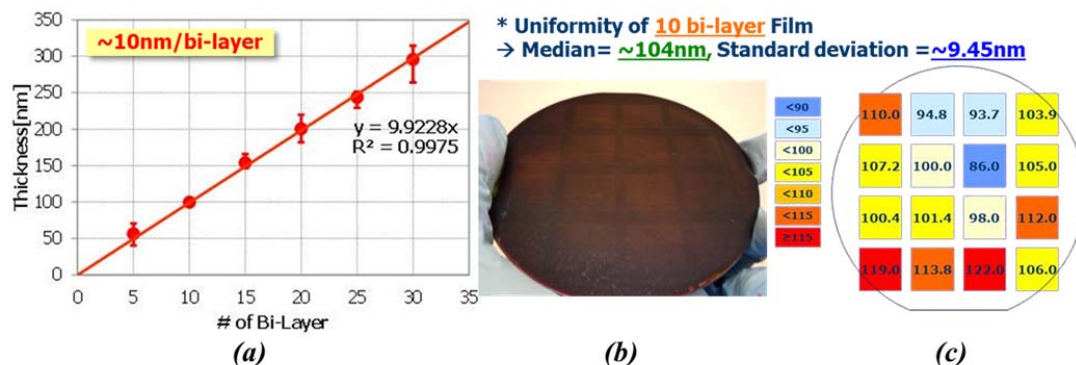 ~10nm/bi-layer
Thickness[nm]
350
300
250
200
150
100
50
0
y = 9.9228x
R² = 0.9975
0 5 10 15 20 25 30 35
# of Bi-Layer
(a)
* Uniformity of 10 bi-layer Film
→ Median= ~104nm, Standard deviation =~9.45nm
(b)
<90
<95
<100
<105
<110
<115
≥115
110.0 94.8 93.7 103.9
107.2 100.0 86.0 105.0
100.4 101.4 98.0 112.0
119.0 113.8 122.0 106.0
(c)